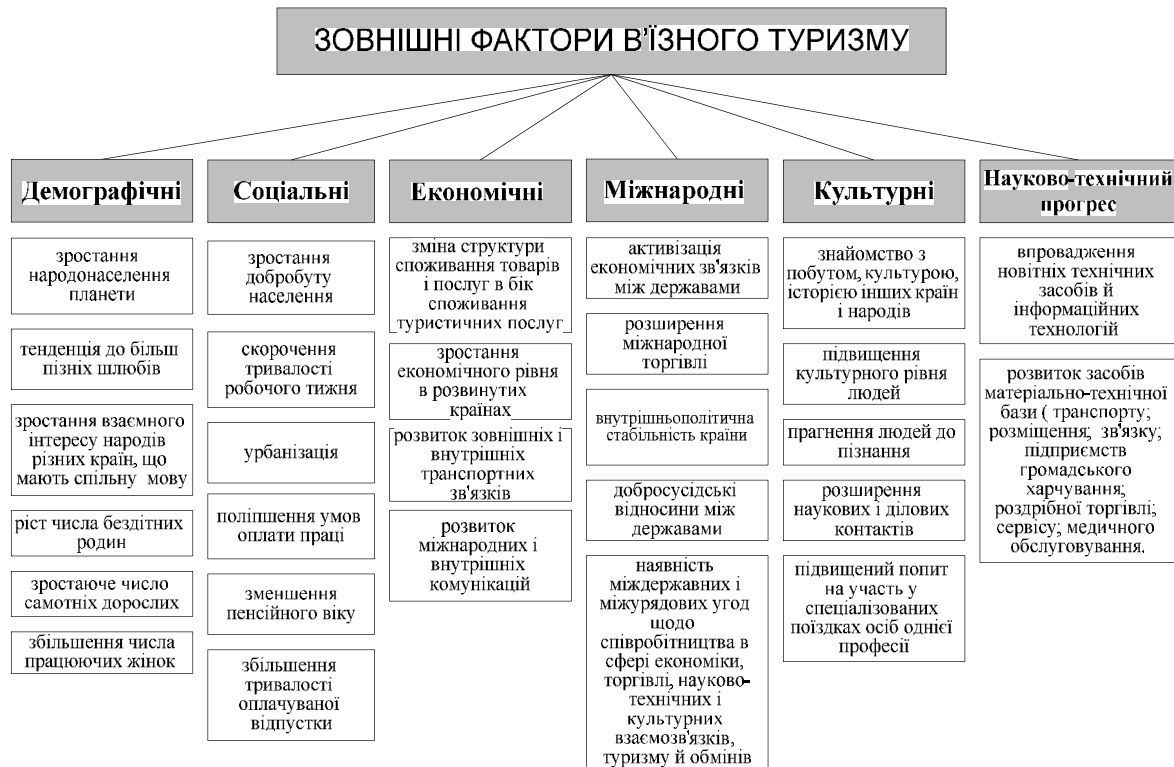 ЗОВНІШНІ ФАКТОРИ В'ЇЗНОГО ТУРИЗМУ
Демографічні
зростання
народонаселення
планети
тенденція до більш
пізніх шлюбів
зростання взаємного
інтересу народів
різних країн, що
мають спільну мову
ріст числа бездітних
родин
зростаюче число
самотніх дорослих
збільшення числа
працюючих жінок
Соціальні
зростання
добробуту
населення
скорочення
тривалості
робочого тижня
урбанізація
поліпшення умов
оплати праці
зменшення
пенсійного віку
збільшення
тривалості
оплачуваної
відпустки
Економічні
зміна структури
споживання товарів
і послуг в бік
споживання
туристичних послуг
зростання
економічного рівня
в розвинутих
країнах
розвиток зовнішніх і
внутрішніх
транспортних
зв'язків
розвиток
міжнародних і
внутрішніх
комунікацій
Міжнародні
активізація
економічних зв'язків
між державами
розширення
міжнародної
торгівлі
внутрішньополітична
стабільність країни
добросусідські
відносини між
державами
наявність
міждержавних і
міжурядових угод
щодо
співробітництва в
сфері економіки,
торгівлі, науково-
технічних і
культурних
взаємозв'язків,
туризму й обмінів
Культурні
знайомство з
побутом, культурою,
історією інших країн
і народів
підвищення
культурного рівня
людей
прагнення людей до
пізнання
розширення
наукових і ділових
контактів
підвищений попит
на участь у
спеціалізованих
поїздках осіб однієї
професії
Науково-технічний
прогрес
впровадження
новітніх технічних
засобів й
інформаційних
технологій
розвиток засобів
матеріально-технічної
бази ( транспорту;
розміщення; зв'язку;
підприємств
громадського
харчування;
роздрібної торгівлі;
сервісу; медичного
обслуговування.